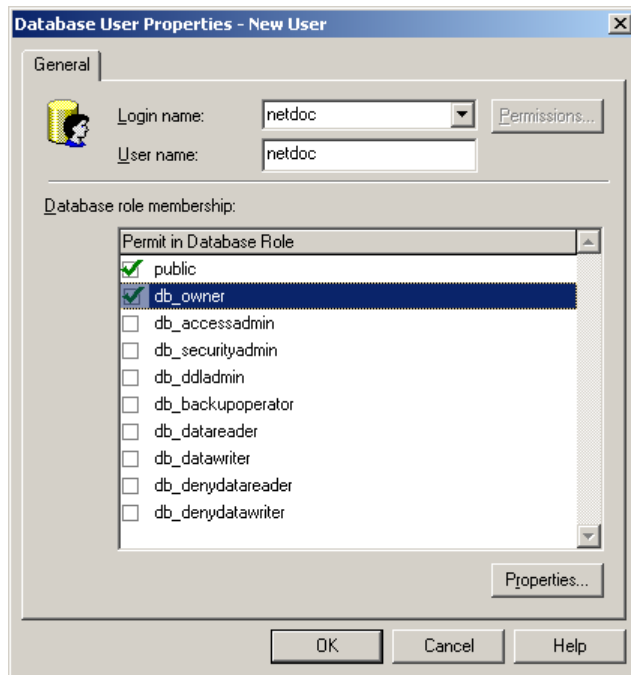 Database User Properties - New User
General
Login name:
netdoc
Permissions...
User name:
netdoc
Database role membership:
Permit in Database Role
public
db_owner
db_accessadmin
db_securityadmin
db_ddladmin
db_backupoperator
db_datareader
db_datawriter
db_denydatareader
db_denydatawriter
Properties...
OK
Cancel
Help